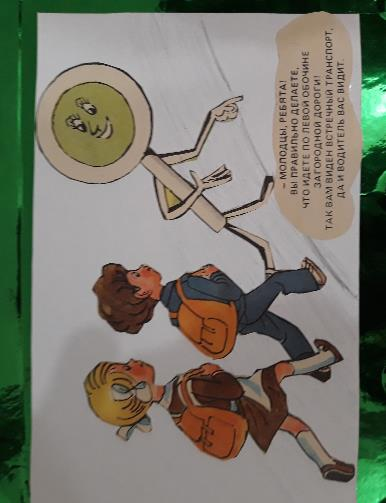 – МОЛОДЦЫ, РЕБЯТА!
ВЫ ПРАВИЛЬНО ДЕЛАЕТЕ,
ЧТО ИДЕТЕ ПО ЛЕВОЙ ОБОЧИНЕ
ЗАГОРОДНОЙ ДОРОГИ!
ТАК ВАМ ВИДЕН ВСТРЕЧНЫЙ ТРАНСПОРТ,
ДА И ВОДИТЕЛЬ ВАС ВИДИТ.